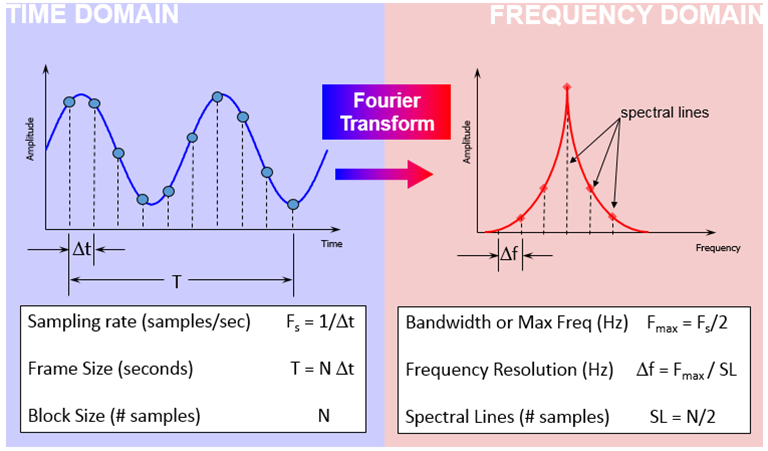 TIME DOMAIN
FREQUENCY DOMAIN
Amplitude
Time
Δt
T
Fourier
Transform
Amplitude
spectral lines
Frequency
Δf
Sampling rate (samples/sec) Fs = 1/Δt
Frame Size (seconds) T = N Δt
Block Size (# samples) N
Bandwidth or Max Freq (Hz) Fmax = Fs/2
Frequency Resolution (Hz) Δf = Fmax / SL
Spectral Lines (# samples) SL = N/2